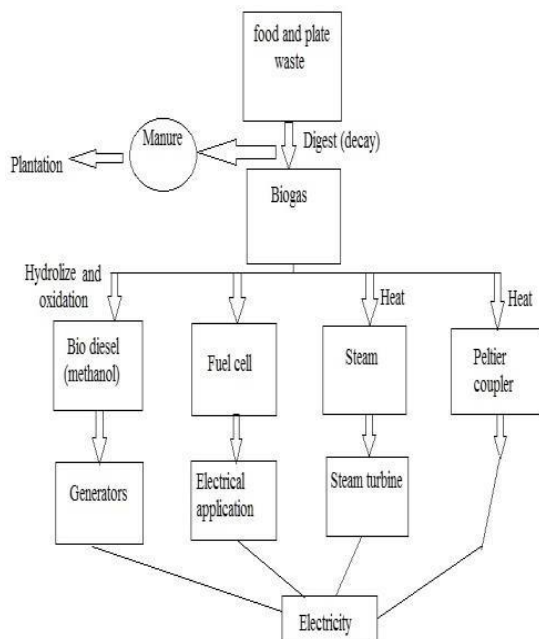 food and plate
waste
Digest (decay)
Manure
Plantation
Biogas
Hydrolize and
oxidation
Heat
Heat
Bio diesel
(methanol)
Fuel cell
Steam
Peltier
coupler
Generators
Electrical
application
Steam turbine
Electricity